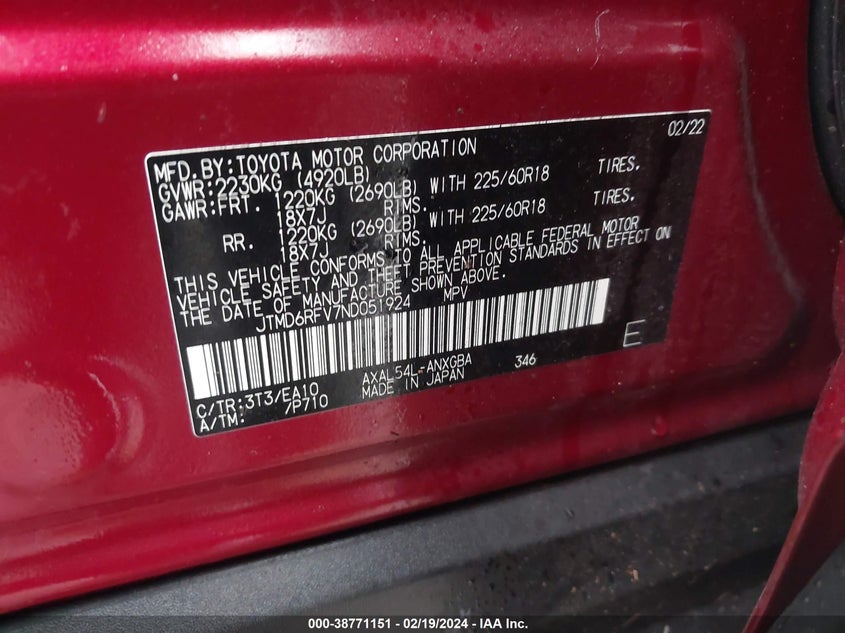 02/22
MFD.BY:TOYOTA MOTOR CORPORATION
GVWR:2230KG (4920LB)
GAWR:FRT. 1220KG (2690LB) WITH 225/60R18 TIRES.
18X7J RIMS.
RR. 1220KG (2690LB) WITH 225/60R18 TIRES.
18X7J RIMS.
THIS VEHICLE CONFORMS TO ALL APPLICABLE FEDERAL MOTOR
VEHICLE SAFETY AND THEFT PREVENTION STANDARDS IN EFFECT ON
THE DATE OF MANUFACTURE SHOWN ABOVE.
JTMD6RFV7ND051924 MPV
C/TR:3T3/EA10 AXAL54L-ANXGBA 346 E
A/TM: /P710 MADE IN JAPAN
000-38771151 - 02/19/2024 - IAA Inc.